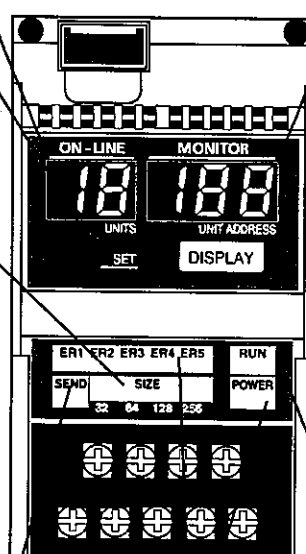 ON-LINE MONITOR
18 188
UNITS UNIT ADDRESS
SET DISPLAY
ER1 ER2 ER3 ER4 ER5 RUN
SEND SIZE POWER
32 64 128 256